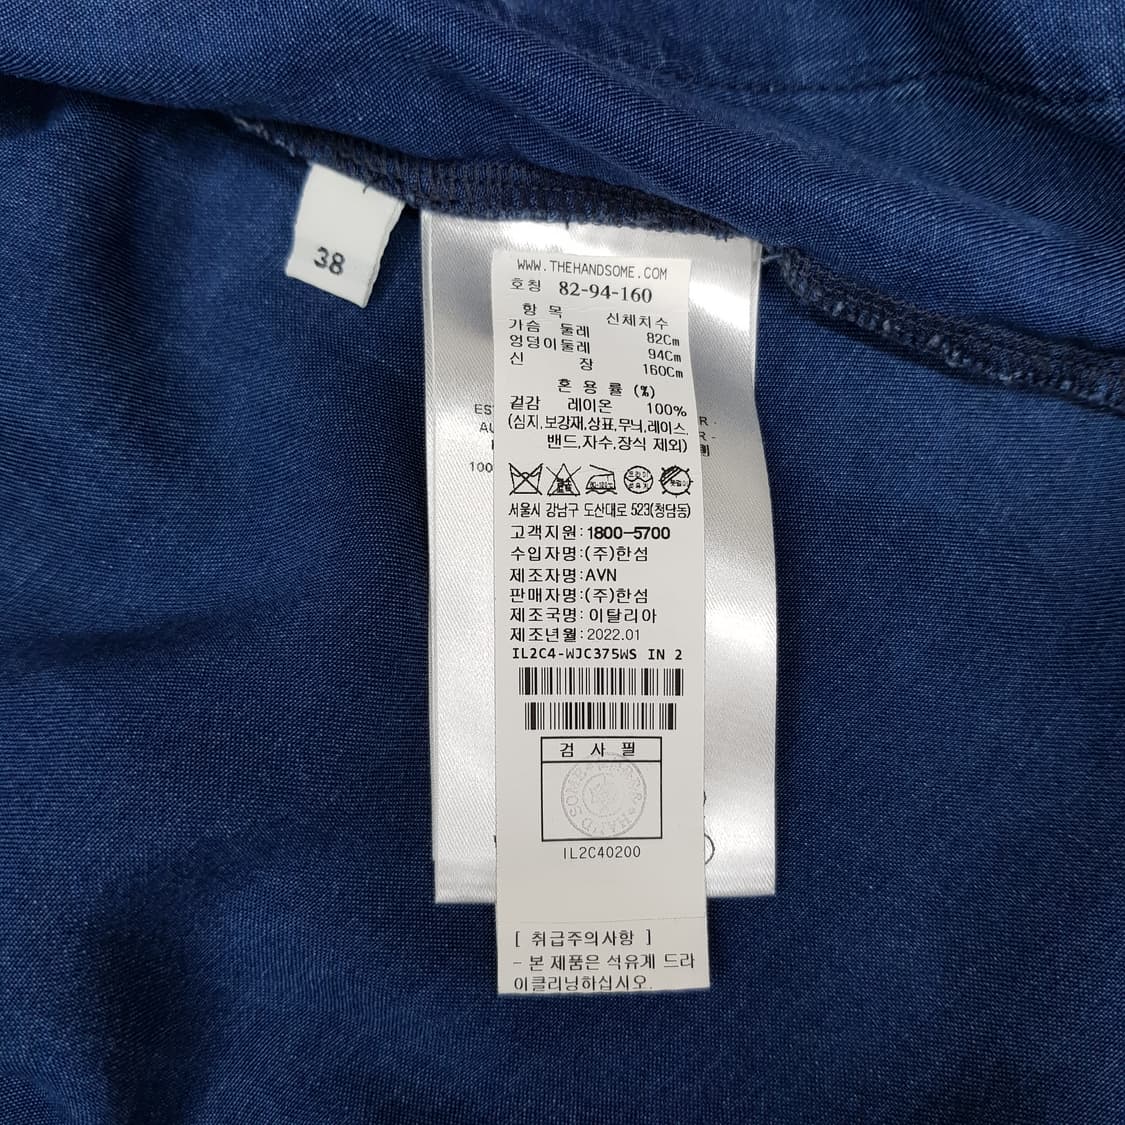 38
WWW.THEHANDSOME.COM
호칭 82-94-160
항 목 신체치수
가슴 둘레 82Cm
엉덩이둘레 94Cm
신 장 160Cm
혼 용 률 (%)
겉감 레이온 100%
(심지,보강재,상표,무늬,레이스,
밴드,자수,장식 제외)
서울시 강남구 도산대로 523(청담동)
고객지원:1800-5700
수입자명:(주)한섬
제조자명:AVN
판매자명:(주)한섬
제조국명:이탈리아
제조년월:2022.01
IL2C4-WJC375WS IN 2
검 사 필
HANDSOME
IL2C40200
[ 취급주의사항 ]
- 본 제품은 석유계 드라
이클리닝하십시오.